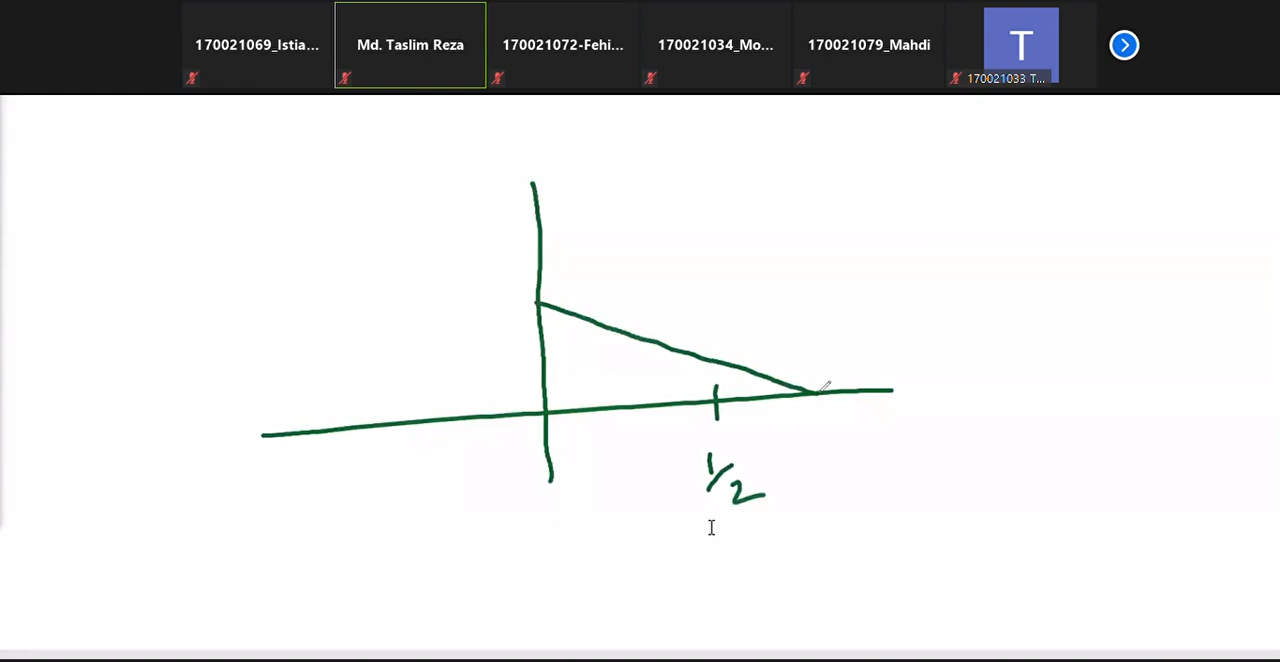 170021069_Istia...
Md. Taslim Reza
170021072-Fehi...
170021034_Mo...
170021079_Mahdi
T
170021033 T...
1/2